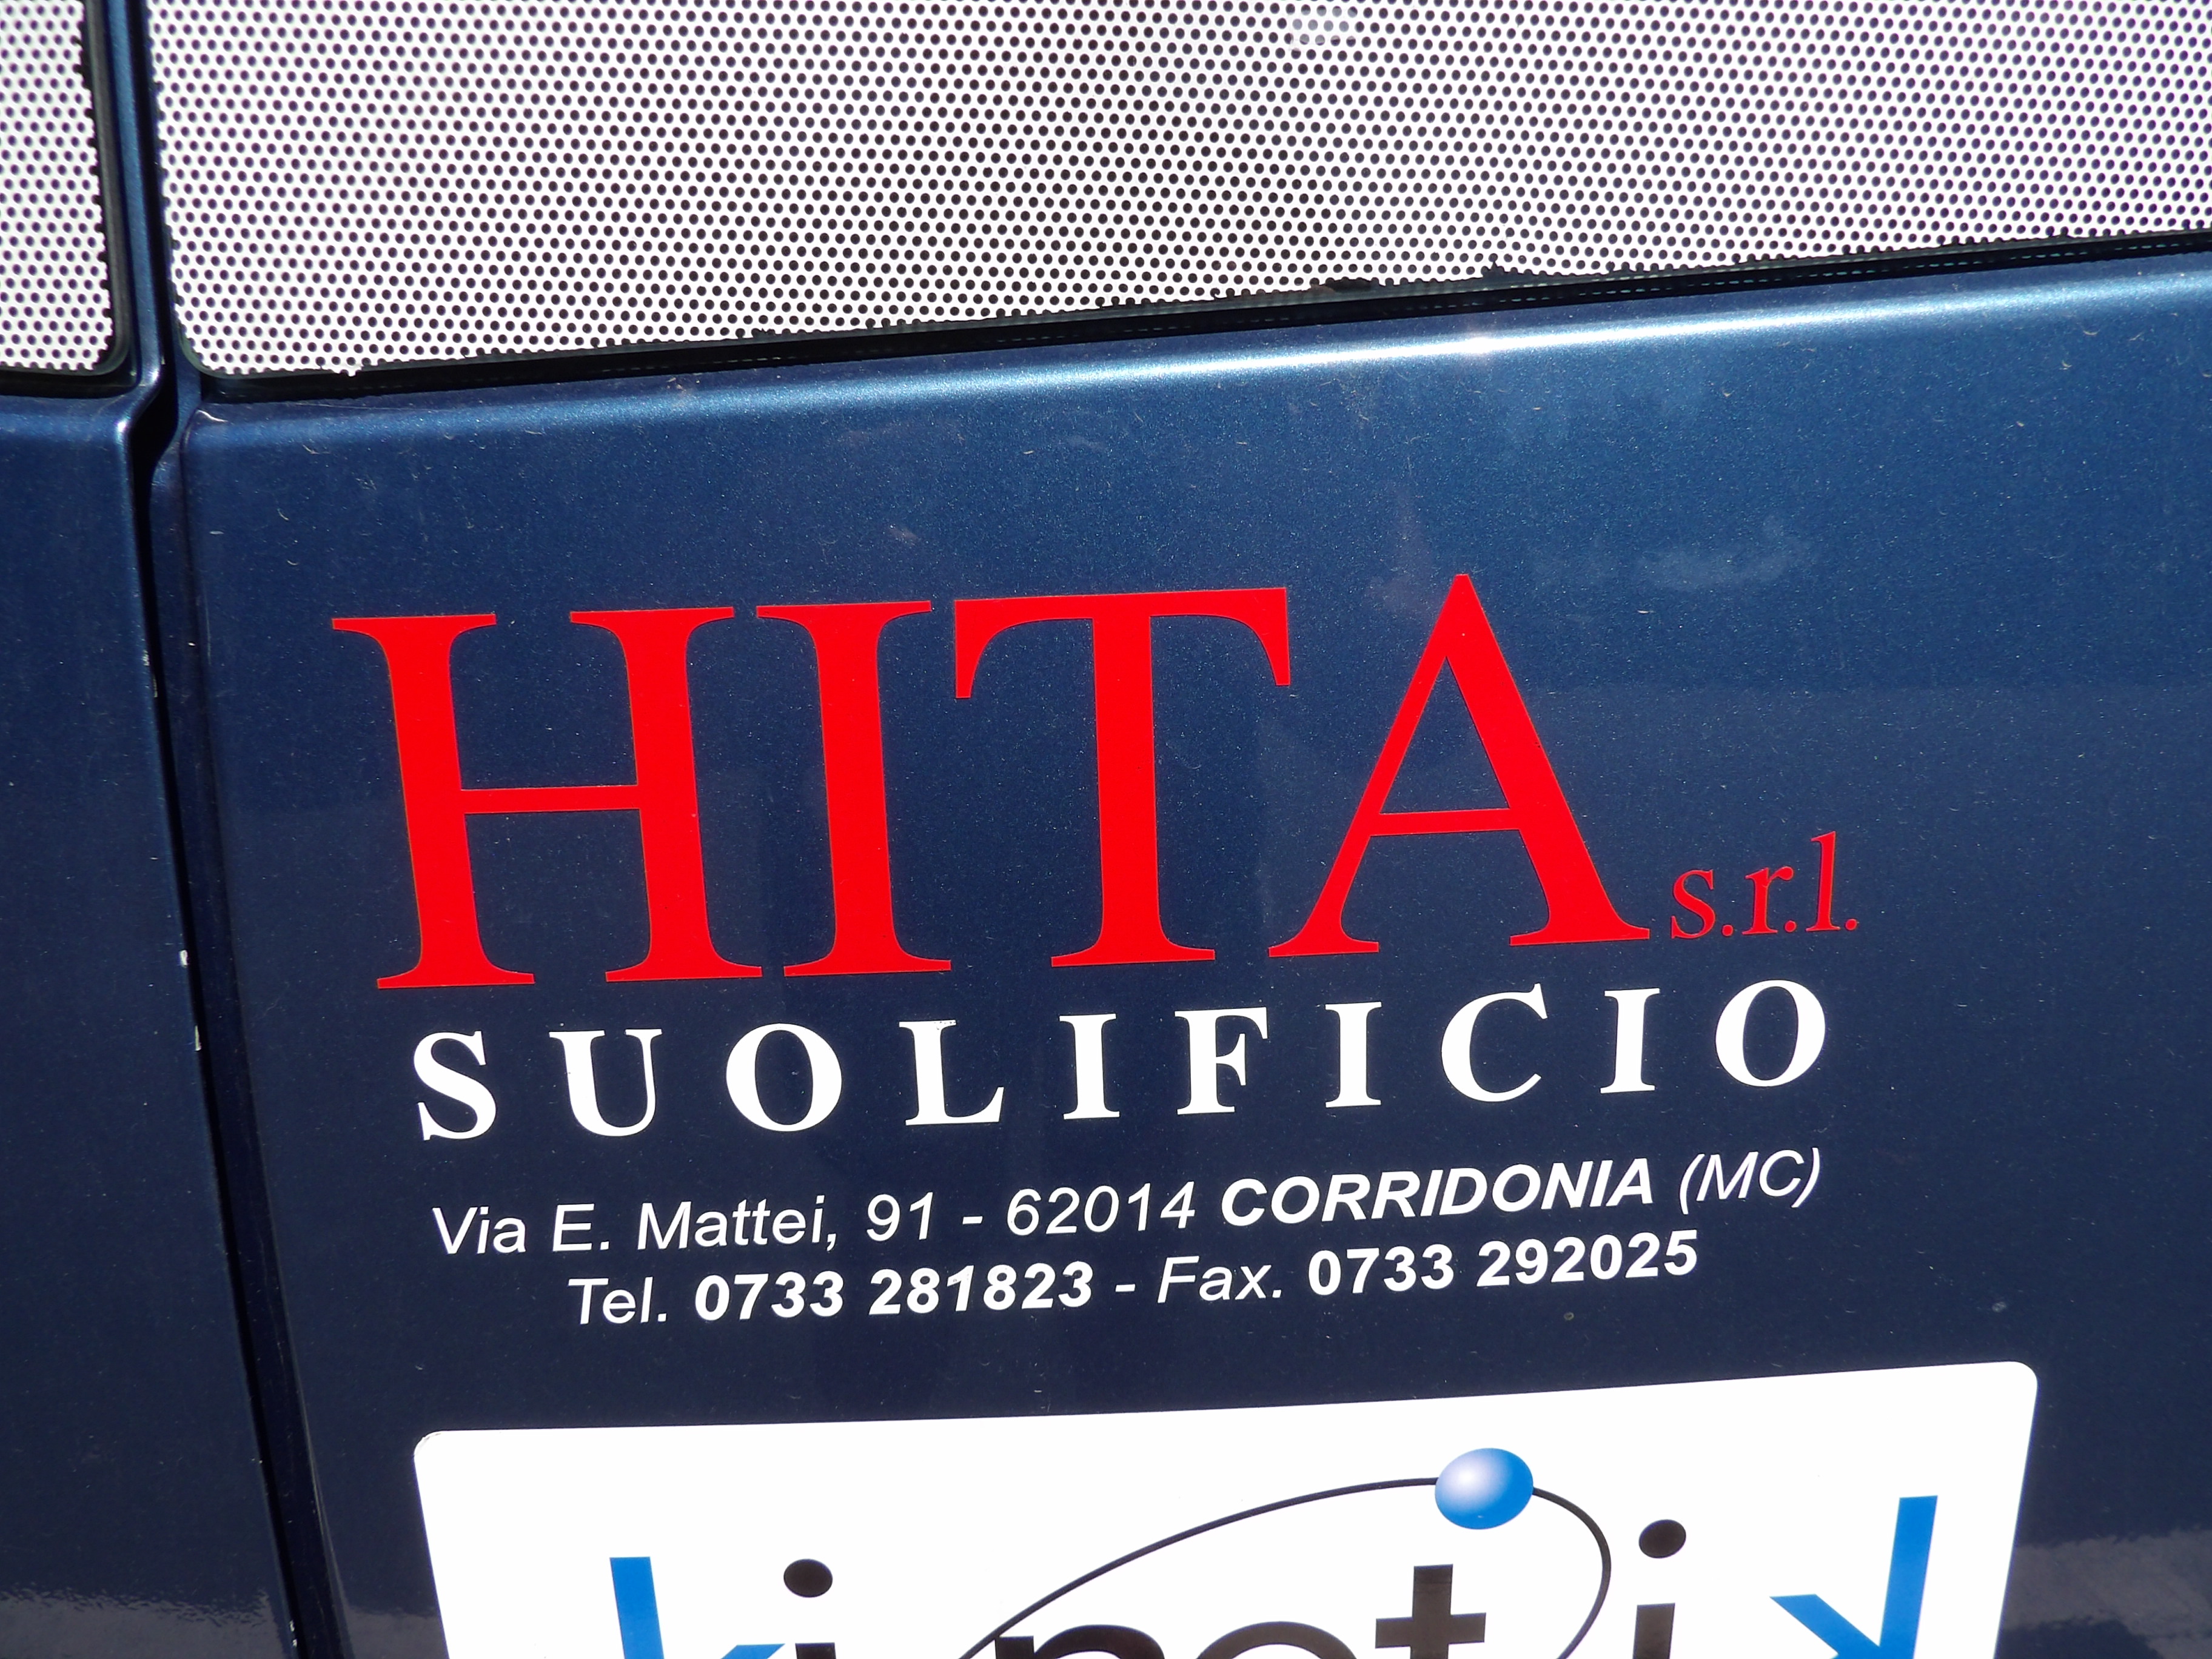 HITA s.r.l.
SUOLIFICIO
Via E. Mattei, 91 - 62014 CORRIDONIA (MC)
Tel. 0733 281823 - Fax. 0733 292025